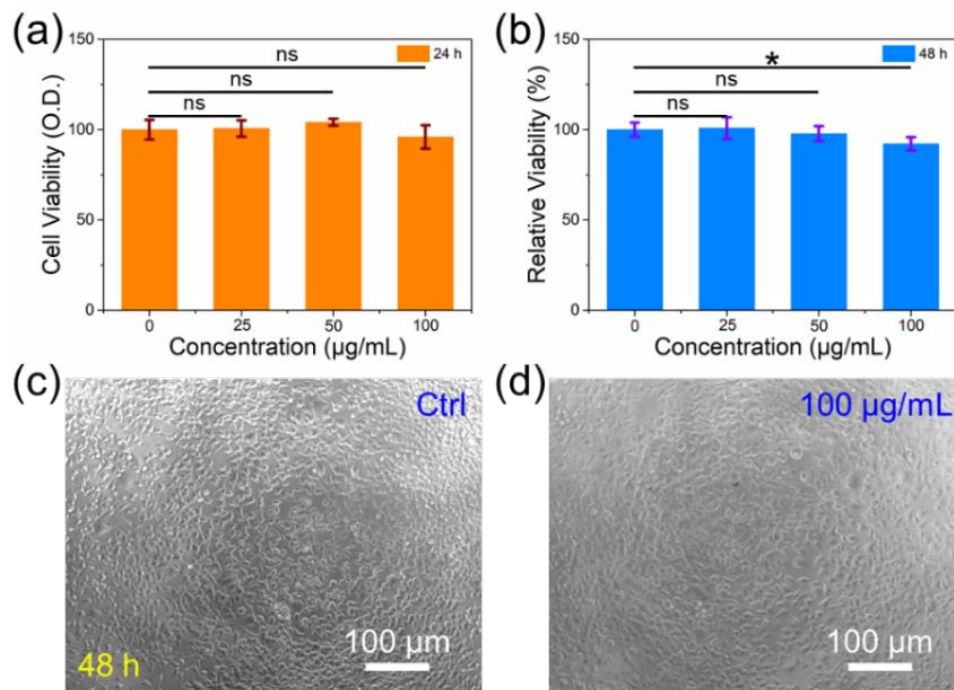 (a)
150
100
50
0
Cell Viability (O.D.)
24 h
ns
ns
ns
0 25 50 100
Concentration (µg/mL)
(b)
150
100
50
0
Relative Viability (%)
48 h
*
ns
ns
0 25 50 100
Concentration (µg/mL)
(c)
Ctrl
48 h
100 µm
(d)
100 µg/mL
100 µm